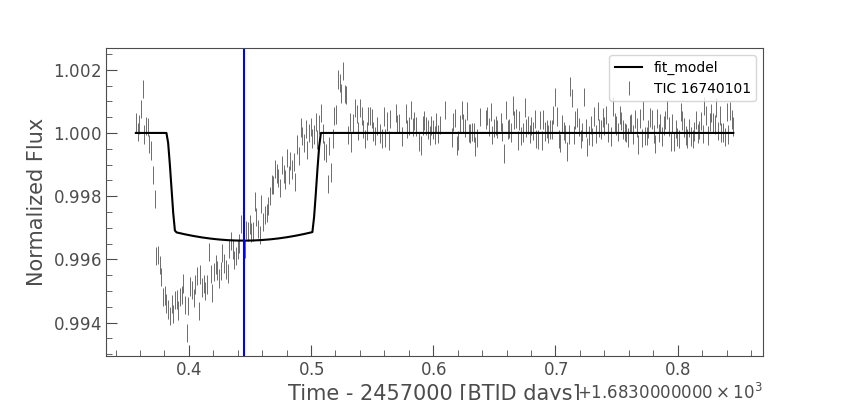 1.002
1.000
0.998
0.996
0.994
Normalized Flux
fit_model
TIC 16740101
0.4 0.5 0.6 0.7 0.8
Time - 2457000 [BTJD days]
+1.6830000000 × 10³